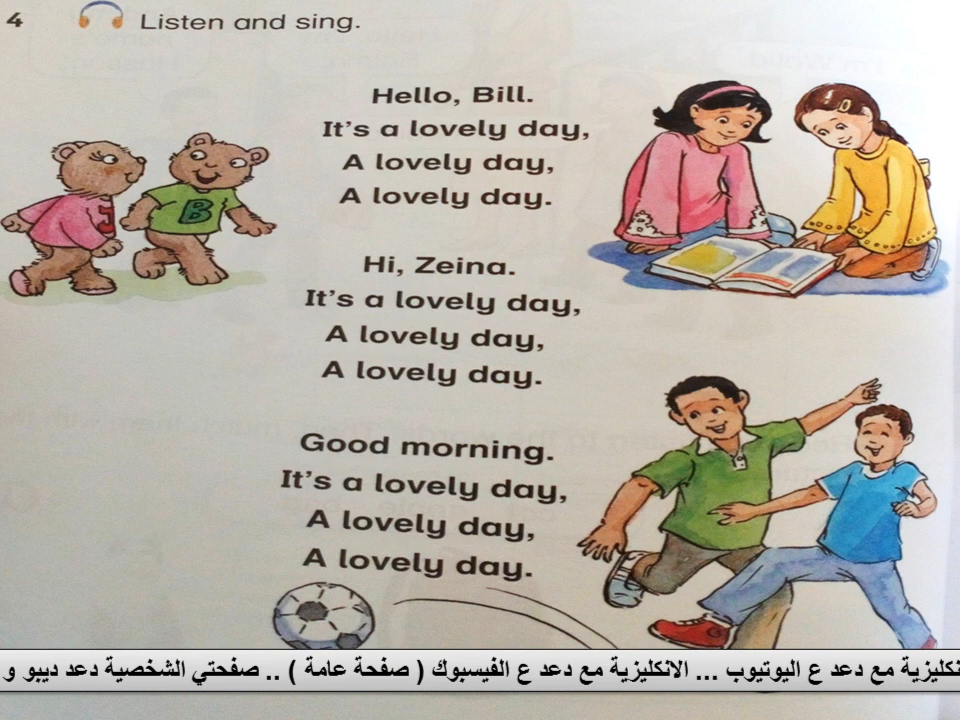 4 Listen and sing.
Hello, Bill.
It's a lovely day,
A lovely day,
A lovely day.
Hi, Zeina.
It's a lovely day,
A lovely day,
A lovely day.
Good morning.
It's a lovely day,
A lovely day,
A lovely day.
B
نكليزية مع دعد ع اليوتيوب ... الانكليزية مع دعد ع الفيسبوك ( صفحة عامة ) .. صفحتي الشخصية دعد ديبو و